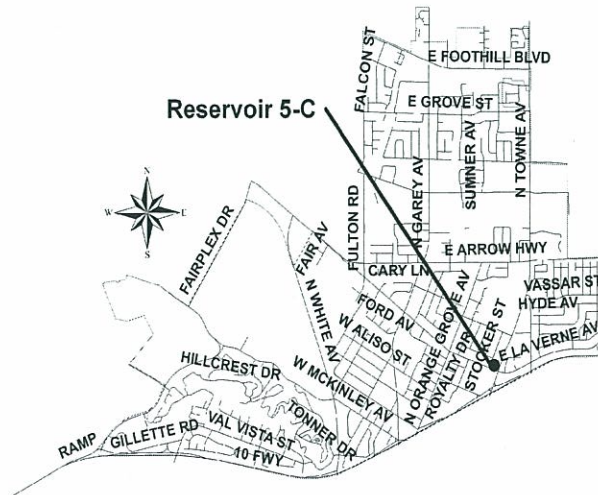 FALCON ST
E FOOTHILL BLVD
E GROVE ST
Reservoir 5-C
SUMNER AV
N TOWNE AV
N
W
E
S
FAIRPLEX DR
FAIR AV
FULTON RD
N GAREY AV
E ARROW HWY
CARY LN
N WHITE AV
FORD AV
N ORANGE GROVE AV
VASSAR ST
HYDE AV
W ALISO ST
ROYALTY DR
STOCKER ST
E LA VERNE AV
HILLCREST DR
W MCKINLEY AV
TONNER DR
VAL VISTA ST
GILLETTE RD
10 FWY
RAMP